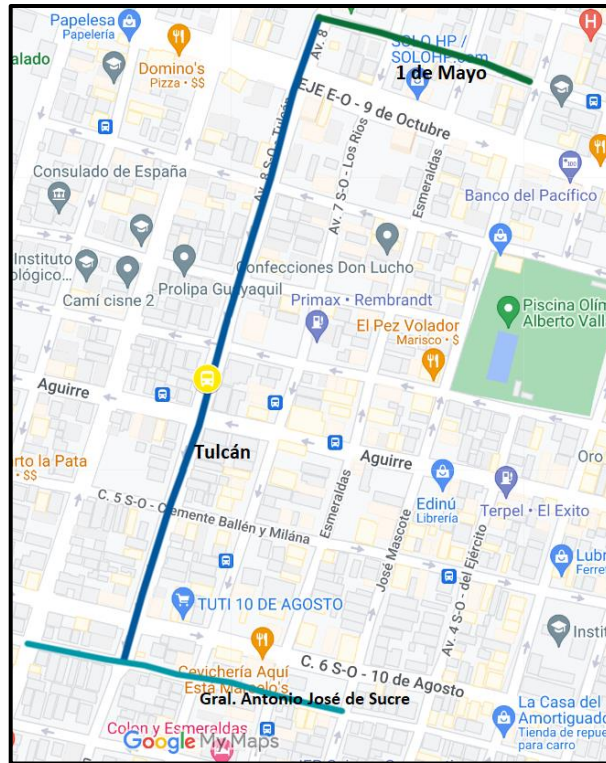 Papelesa
Papelería
alado
Domino's
Pizza • $$
Av. 8
SOLO HP /
SOLOHP.com
1 de Mayo
H
EJE E-O - 9 de Octubre
Av. 8 S-O - Tulcán
Av. 7 S-O - Los Ríos
Esmeraldas
Consulado de España
Banco del Pacífico
Instituto
ológico...
Camí cisne 2
Prolipa Guayaquil
Confecciones Don Lucho
Primax • Rembrandt
Piscina Olím
Alberto Vall
El Pez Volador
Marisco • $
Aguirre
Tulcán
Aguirre
Oro
rto la Pata
• $$
Esmeraldas
Edinú
Librería
Terpel • El Exito
C. 5 S-O - Clemente Ballén y Milána
José Mascote
Av. 4 S-O - del Ejército
Lubr
Ferret
TUTI 10 DE AGOSTO
Instit
Cevichería Aquí
Esta Marcelo's
C. 6 S-O - 10 de Agosto
Gral. Antonio José de Sucre
Colon y Esmeraldas
Google My Maps
La Casa del
Amortiguad
Tienda de repue
para carro